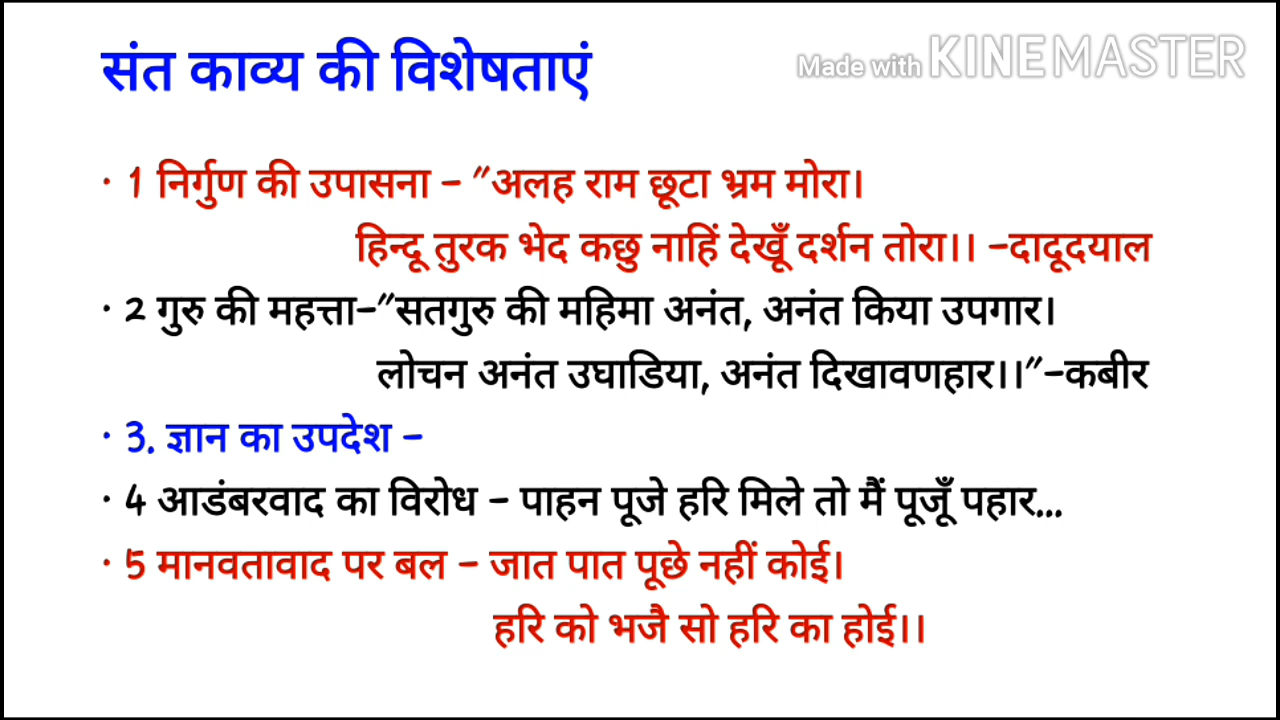 संत काव्य की विशेषताएं
Made with KINEMASTER
• 1 निर्गुण की उपासना - "अलह राम छूटा भ्रम मोरा।
हिन्दू तुरक भेद कछु नाहिं देखूँ दर्शन तोरा।। -दादूदयाल
• 2 गुरु की महत्ता-"सतगुरु की महिमा अनंत, अनंत किया उपगार।
लोचन अनंत उघाडिया, अनंत दिखावणहार।।"-कबीर
• 3. ज्ञान का उपदेश -
• 4 आडंबरवाद का विरोध - पाहन पूजे हरि मिले तो मैं पूजूँ पहार...
• 5 मानवतावाद पर बल - जात पात पूछे नहीं कोई।
हरि को भजै सो हरि का होई।।